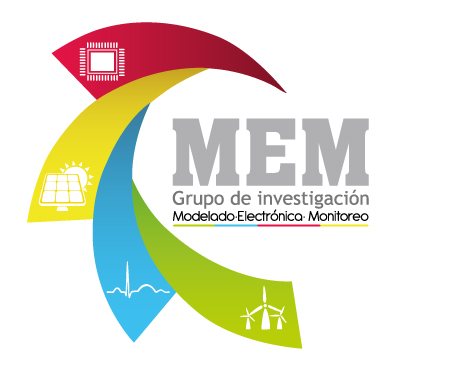 MEM
Grupo de investigación
Modelado·Electrónica· Monitoreo